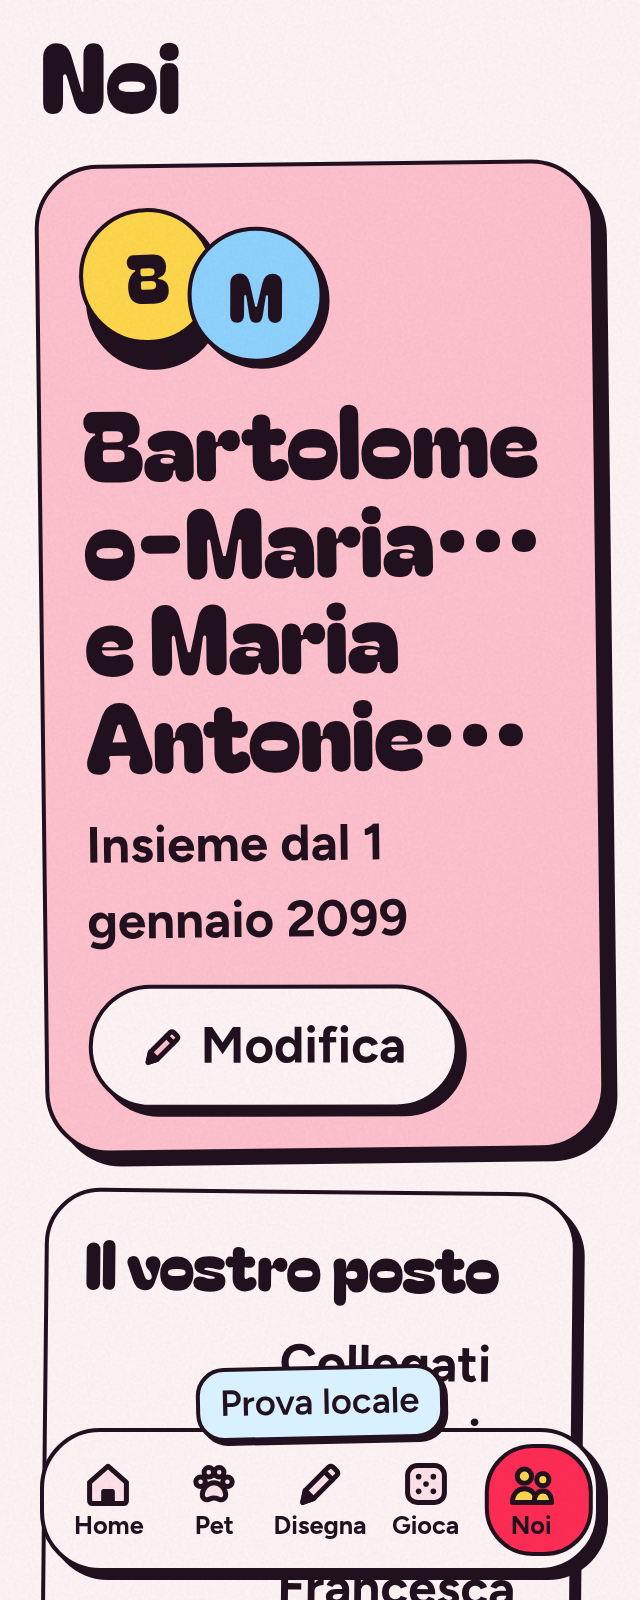 Noi
B
M
Bartolome
o-Maria...
e Maria
Antonie...
Insieme dal 1
gennaio 2099
Modifica
Il vostro posto
Collegati
Prova locale
Home
Pet
Disegna
Gioca
Noi
Francesca